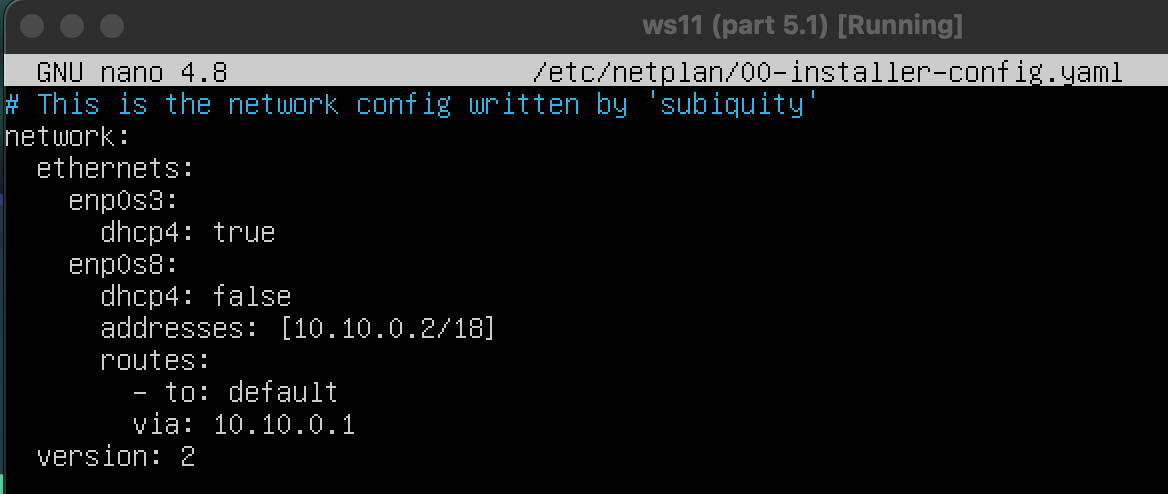 ws11 (part 5.1) [Running]
GNU nano 4.8 /etc/netplan/00-installer-config.yaml
# This is the network config written by 'subiquity'
network:
  ethernets:
    enp0s3:
      dhcp4: true
    enp0s8:
      dhcp4: false
      addresses: [10.10.0.2/18]
      routes:
        - to: default
        via: 10.10.0.1
  version: 2